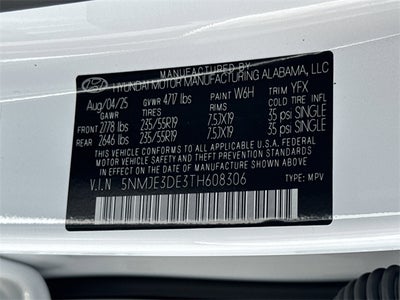 MANUFACTURED BY
HYUNDAI MOTOR MANUFACTURING ALABAMA, LLC
Aug/04/25 GVWR 4717 lbs PAINT W6H TRIM YFX
GAWR TIRES RIMS COLD TIRE INF
FRONT 2778 lbs 235/55R19 7.5JX19 35 psi SINGLE
REAR 2646 lbs 235/55R19 7.5JX19 35 psi SINGLE
THIS VEHICLE CONFORMS TO ALL APPLICABLE U.S.A FEDERAL
MOTOR VEHICLE SAFETY, BUMPER, AND THEFT PREVENTION
STANDARDS IN EFFECT ON THE DATE OF MANUFACTURE SHOWN ABOVE
V.I.N 5NMJE3DE3TH608306 TYPE: MPV